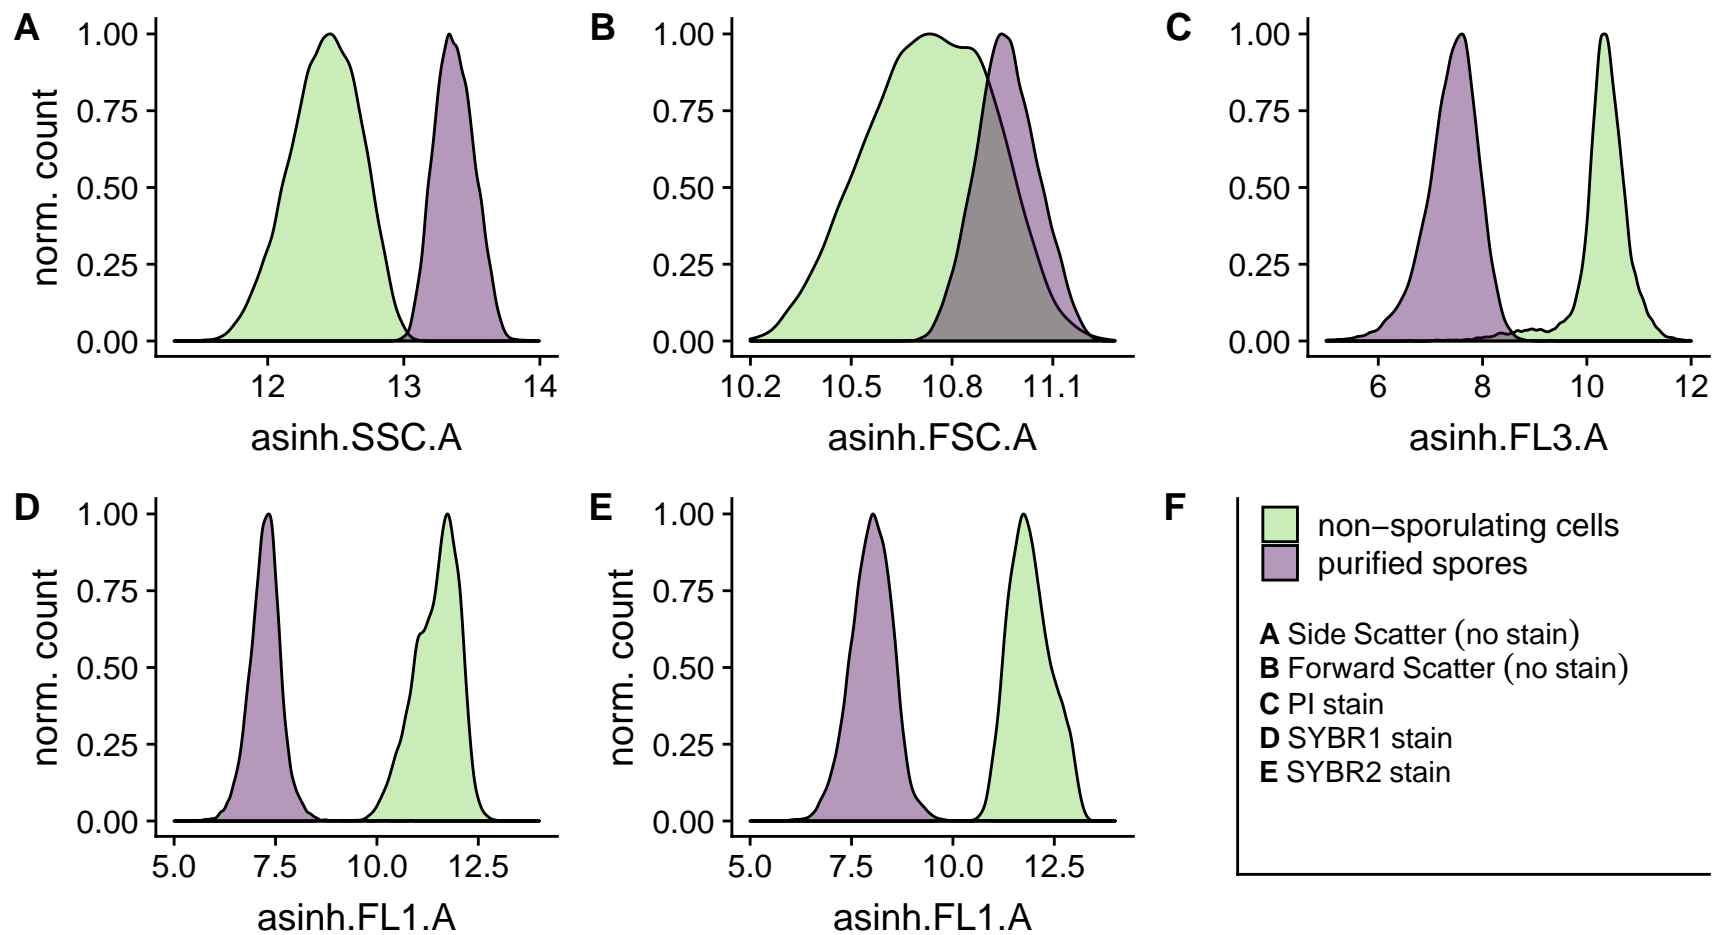 A
1.00
0.75
0.50
0.25
0.00
norm. count
12 13 14
asinh.SSC.A
B
1.00
0.75
0.50
0.25
0.00
10.2 10.5 10.8 11.1
asinh.FSC.A
C
1.00
0.75
0.50
0.25
0.00
6 8 10 12
asinh.FL3.A
D
1.00
0.75
0.50
0.25
0.00
norm. count
5.0 7.5 10.0 12.5
asinh.FL1.A
E
1.00
0.75
0.50
0.25
0.00
norm. count
5.0 7.5 10.0 12.5
asinh.FL1.A
F
non−sporulating cells
purified spores
A Side Scatter (no stain)
B Forward Scatter (no stain)
C PI stain
D SYBR1 stain
E SYBR2 stain